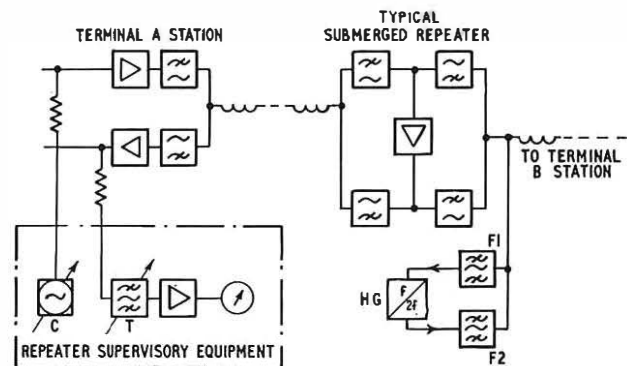 TERMINAL A STATION
TYPICAL
SUBMERGED REPEATER
TO TERMINAL
B STATION
F1
HG
F
2f
F2
C
T
REPEATER SUPERVISORY EQUIPMENT